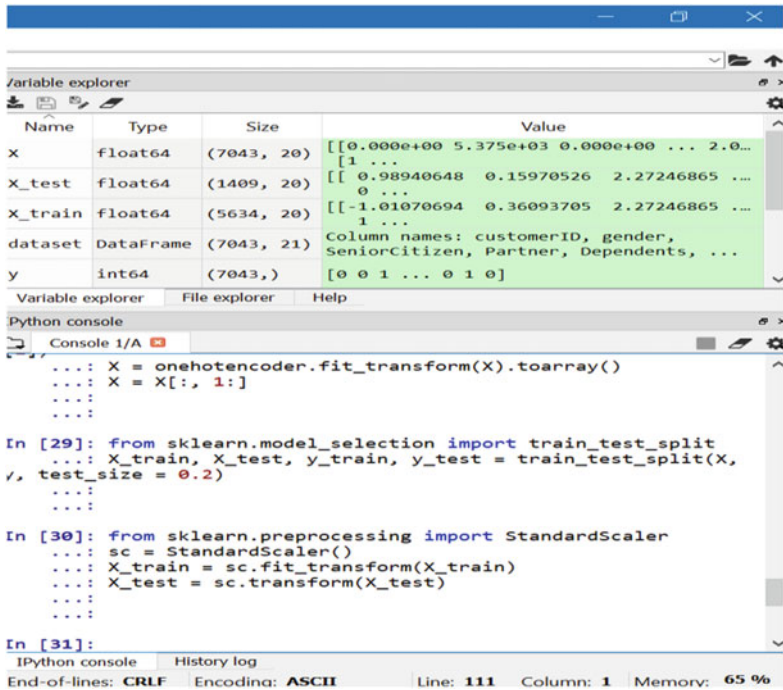 Variable explorer
Name Type Size Value
X float64 (7043, 20) [[0.000e+00 5.375e+03 0.000e+00 ... 2.0…
[1 ...
X_test float64 (1409, 20) [[ 0.98940648 0.15970526 2.27246865 .…
0 ...
X_train float64 (5634, 20) [[-1.01070694 0.36093705 2.27246865 .…
1 ...
dataset DataFrame (7043, 21) Column names: customerID, gender,
SeniorCitizen, Partner, Dependents, ...
y int64 (7043,) [0 0 1 ... 0 1 0]
Variable explorer File explorer Help
IPython console
Console 1/A
...: X = onehotencoder.fit_transform(X).toarray()
...: X = X[:, 1:]
...:
...:
In [29]: from sklearn.model_selection import train_test_split
...: X_train, X_test, y_train, y_test = train_test_split(X,
y, test_size = 0.2)
...:
...:
In [30]: from sklearn.preprocessing import StandardScaler
...: sc = StandardScaler()
...: X_train = sc.fit_transform(X_train)
...: X_test = sc.transform(X_test)
...:
...:
In [31]:
IPython console History log
End-of-lines: CRLF Encoding: ASCII Line: 111 Column: 1 Memory: 65 %